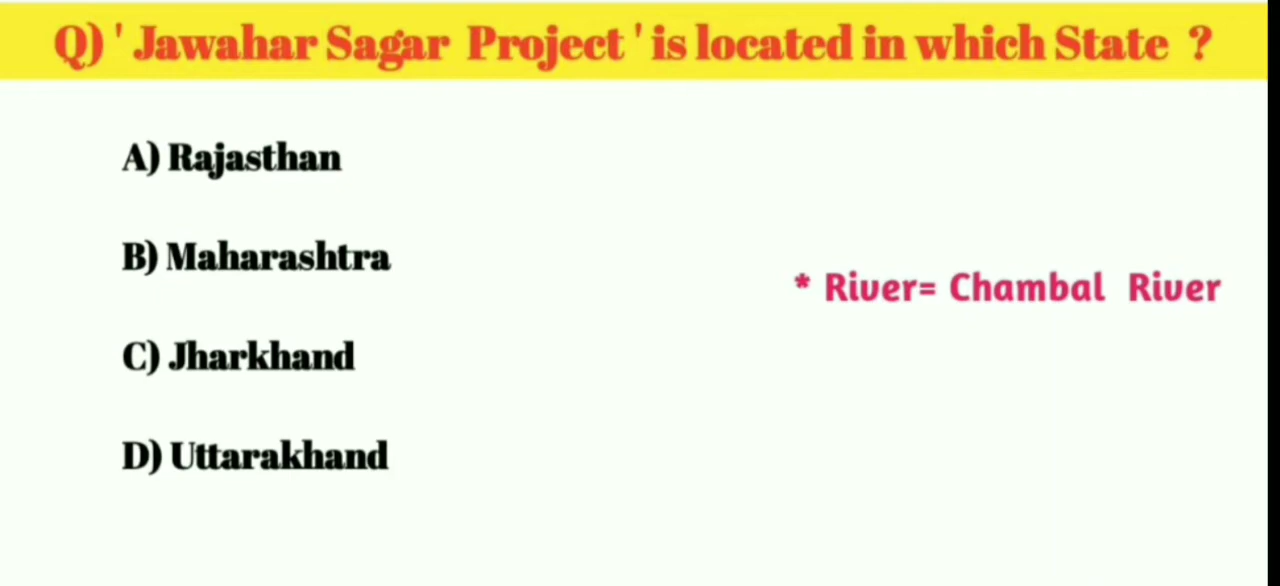 Q) ' Jawahar Sagar Project ' is located in which State ?
A) Rajasthan
B) Maharashtra
* River= Chambal River
C) Jharkhand
D) Uttarakhand